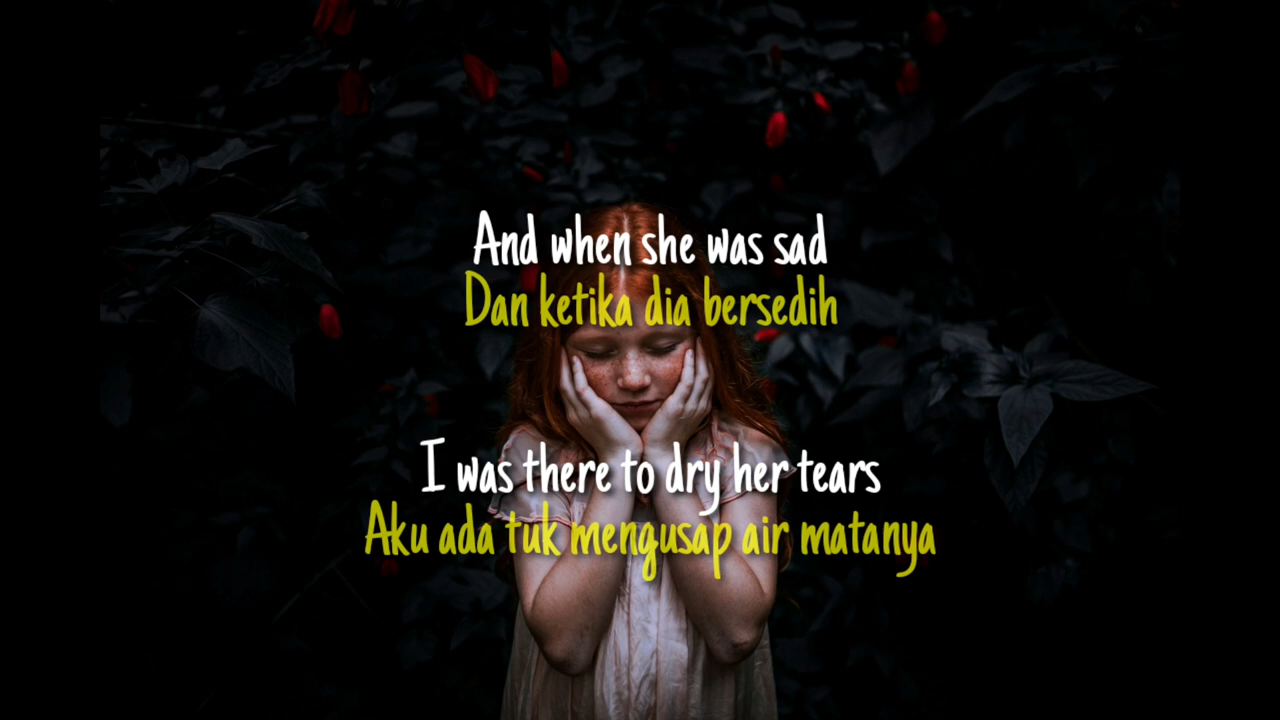 And when she was sad
Dan ketika dia bersedih
I was there to dry her tears
Aku ada tuk mengusap air matanya